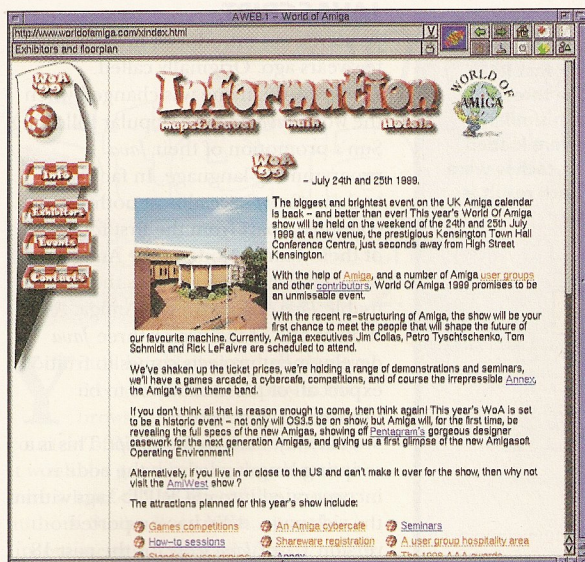 AWEB.1 – World of Amiga
http://www.worldofamiga.com/xindex.html
Exhibitors and floorplan
WoA
99
Information
WORLD OF
AMIGA
maps&travel main Hotels
WoA
99
– July 24th and 25th 1999.
Info
Exhibitors
Events
Contacts
The biggest and brightest event on the UK Amiga calendar
is back – and better than ever! This year's World Of Amiga
show will be held on the weekend of the 24th and 25th July
1999 at a new venue, the prestigious Kensington Town Hall
Conference Centre, just seconds away from High Street
Kensington.
With the help of Amiga, and a number of Amiga user groups
and other contributors, World Of Amiga 1999 promises to be
an unmissable event.
With the recent re-forming of Amiga, the show will be your
first chance to meet the people that will shape the future of
our favourite machine. Currently, Amiga executives Jim Collas, Petro Tyschtschenko, Tom
Schmidt and Rick LeFaivre are scheduled to attend.
We've shaken up the ticket prices, we're holding a range of demonstrations and seminars,
we'll have a games arcade, a cybercafe, competitions, and of course the irrepressible Annex,
the Amiga's own theme band.
If you don't think all that is reason enough to come, then think again! This year's WoA is set
to be a historic event – not only will OS3.5 be on show, but Amiga will, for the first time, be
revealing the full specs of the new Amigas, showing off Pentagram's gorgeous designer
casework for the next generation Amigas, and giving us a first glimpse of the new Amigasoft
Operating Environment!
Alternatively, if you live in or close to the US and can't make it over for the show, then why not
visit the AmiWest show ?
The attractions planned for this year's show include:
Games competitions An Amiga cybercafé Seminars
How-to sessions Shareware registration A user group hospitality area
Stands for user groups Annex The 1998 AAA awards